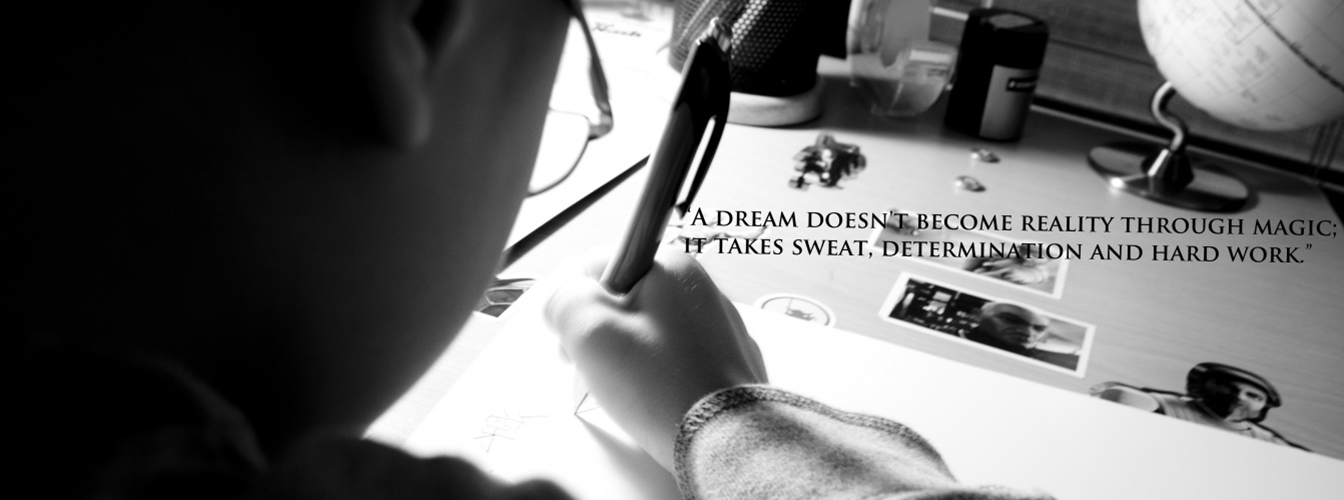 “A DREAM DOESN'T BECOME REALITY THROUGH MAGIC;
IT TAKES SWEAT, DETERMINATION AND HARD WORK.”